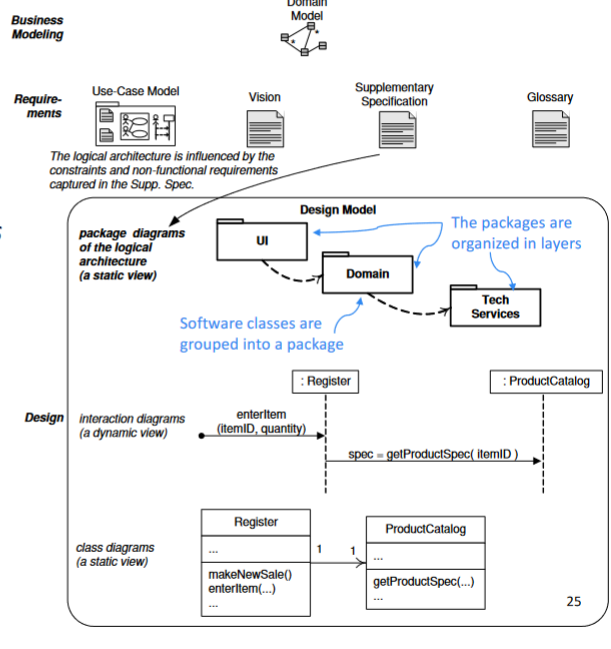 Domain
Model
Business
Modeling
*
*
Require-
ments
Use-Case Model
Vision
Supplementary
Specification
Glossary
The logical architecture is influenced by the
constraints and non-functional requirements
captured in the Supp. Spec.
Design Model
package diagrams
of the logical
architecture
(a static view)
UI
Domain
Tech
Services
The packages are
organized in layers
Software classes are
grouped into a package
: Register
: ProductCatalog
Design
interaction diagrams
(a dynamic view)
enterItem
(itemID, quantity)
spec = getProductSpec( itemID )
class diagrams
(a static view)
Register
...
makeNewSale()
enterItem(...)
...
1
1
ProductCatalog
...
getProductSpec(...)
...
25